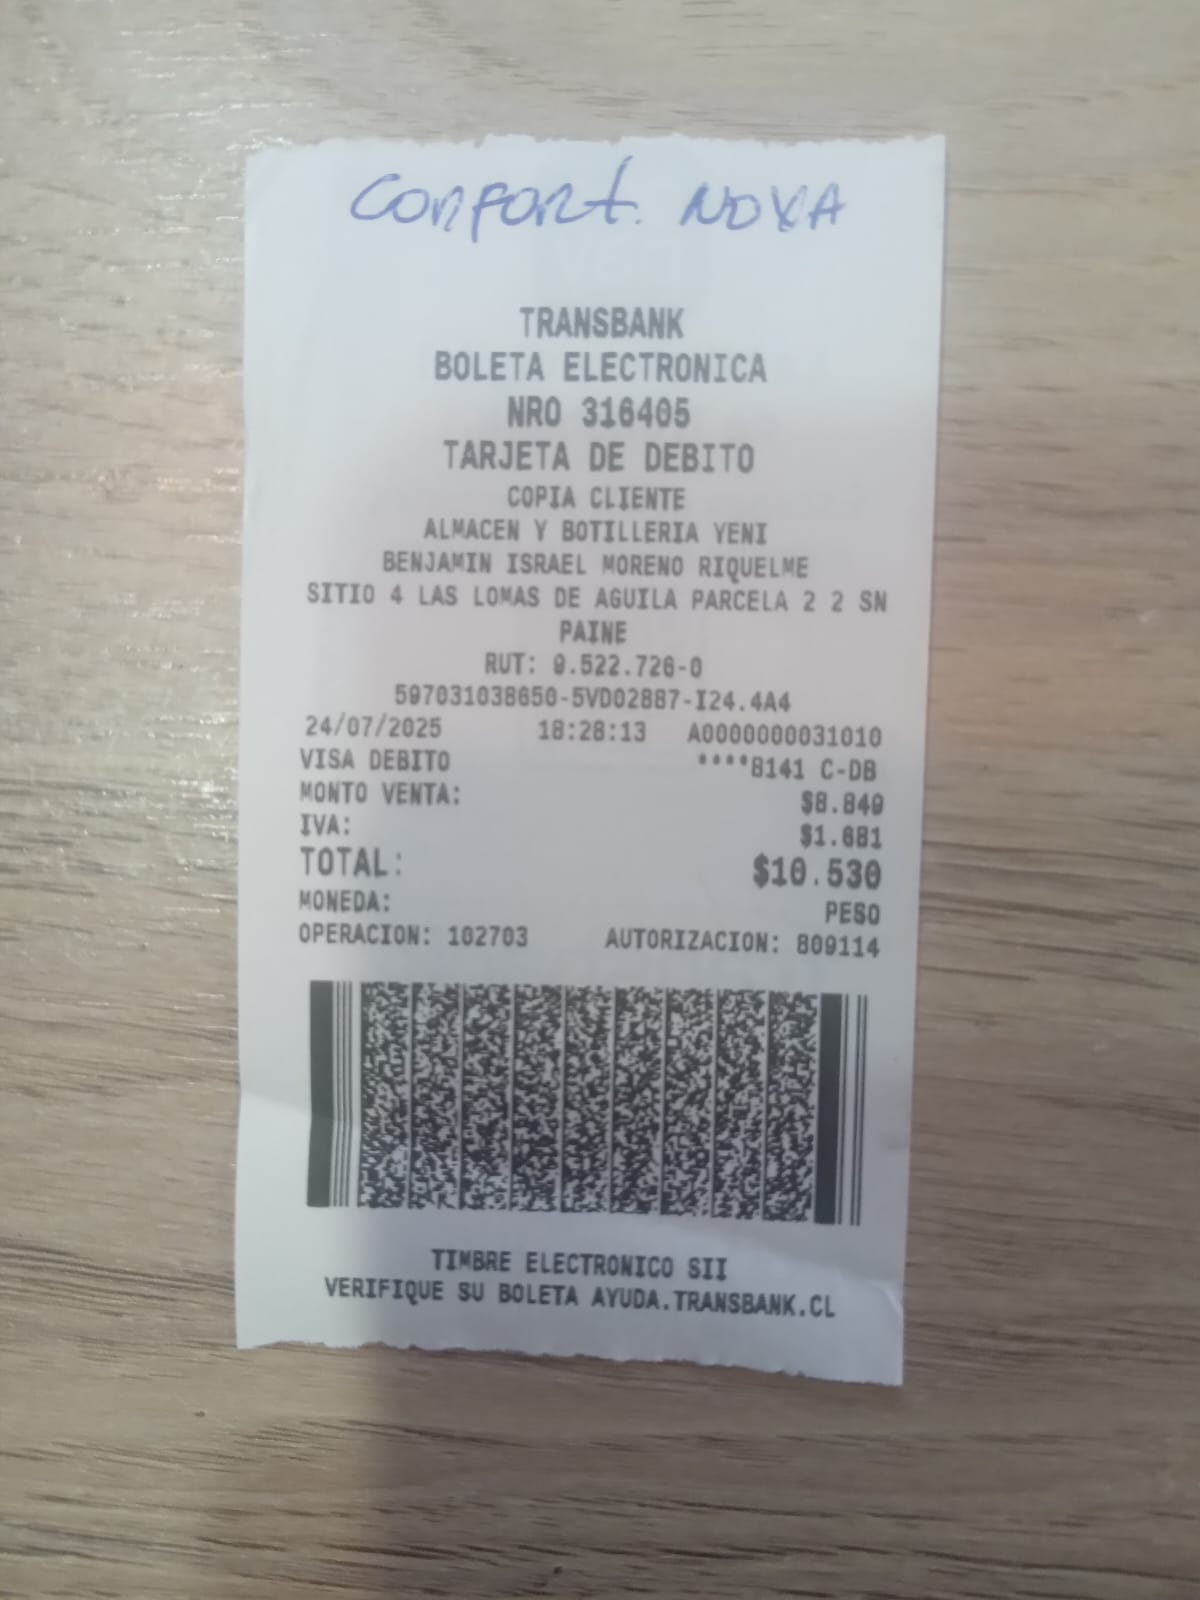 Confort. NOVA
TRANSBANK
BOLETA ELECTRONICA
NRO 316405
TARJETA DE DEBITO
COPIA CLIENTE
ALMACEN Y BOTILLERIA YENI
BENJAMIN ISRAEL MORENO RIQUELME
SITIO 4 LAS LOMAS DE AGUILA PARCELA 2 2 SN
PAINE
RUT: 9.522.726-0
597031038650-5VD02887-I24.4A4
24/07/2025 18:28:13 A0000000031010
VISA DEBITO ****8141 C-DB
MONTO VENTA: $8.849
IVA: $1.681
TOTAL: $10.530
MONEDA: PESO
OPERACION: 102703 AUTORIZACION: 809114
TIMBRE ELECTRONICO SII
VERIFIQUE SU BOLETA AYUDA.TRANSBANK.CL